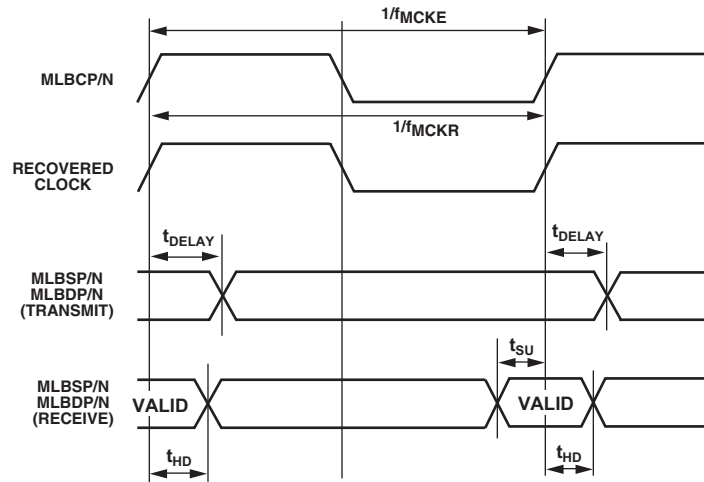 1/fMCKE
MLBCP/N
1/fMCKR
RECOVERED
CLOCK
tDELAY
tDELAY
MLBSP/N
MLBDP/N
(TRANSMIT)
tSU
MLBSP/N
MLBDP/N
(RECEIVE)
VALID
VALID
tHD
tHD